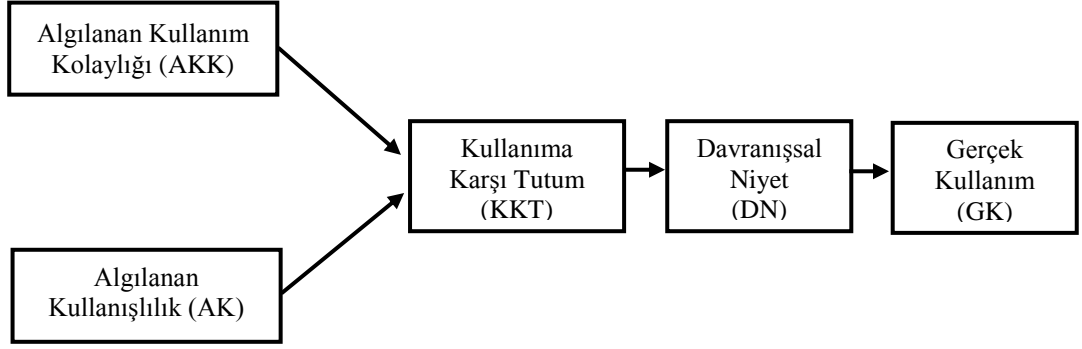 Algılanan Kullanım
Kolaylığı (AKK)
Kullanıma
Karşı Tutum
(KKT)
Davranışsal
Niyet
(DN)
Gerçek
Kullanım
(GK)
Algılanan
Kullanışlılık (AK)